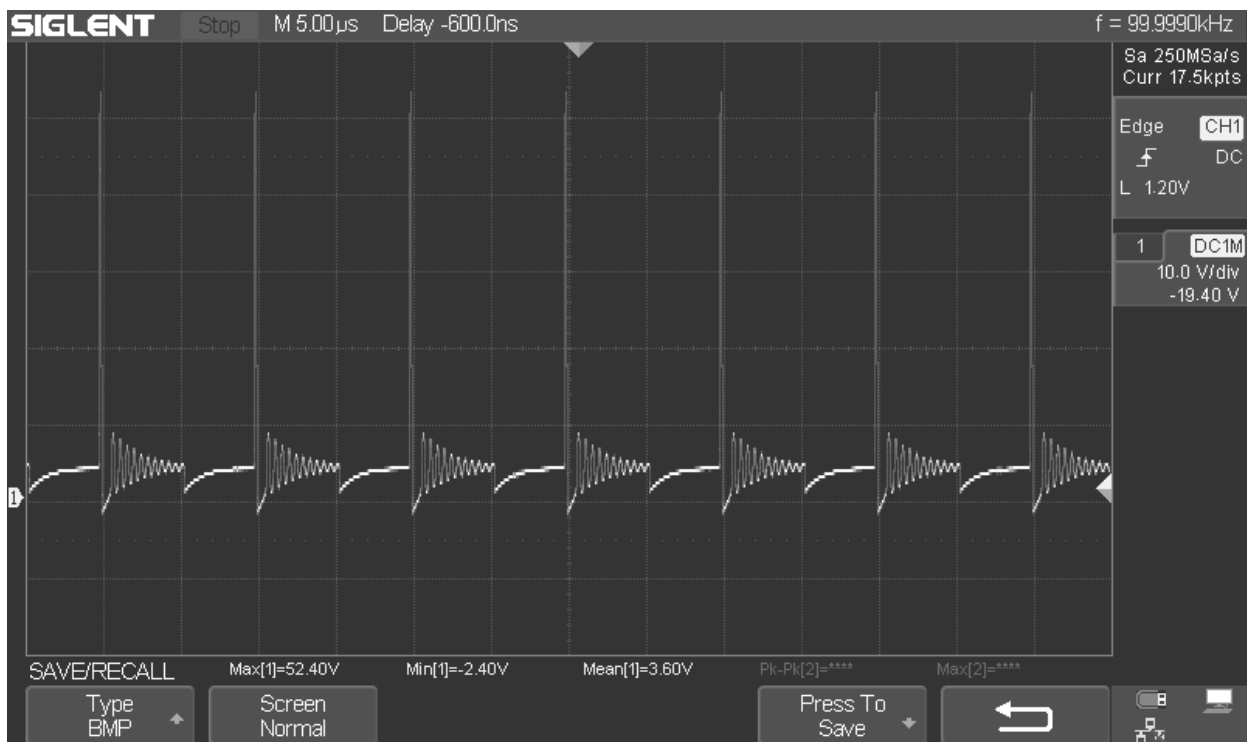 SIGLENT Stop M 5.00µs Delay -600.0ns f = 99.9990kHz
Sa 250MSa/s
Curr 17.5kpts
Edge CH1
DC
L 1.20V
1 DC1M
10.0 V/div
-19.40 V
1
SAVE/RECALL Max[1]=52.40V Min[1]=-2.40V Mean[1]=3.60V Pk-Pk[2]=**** Max[2]=****
Type Screen Press To
BMP Normal Save